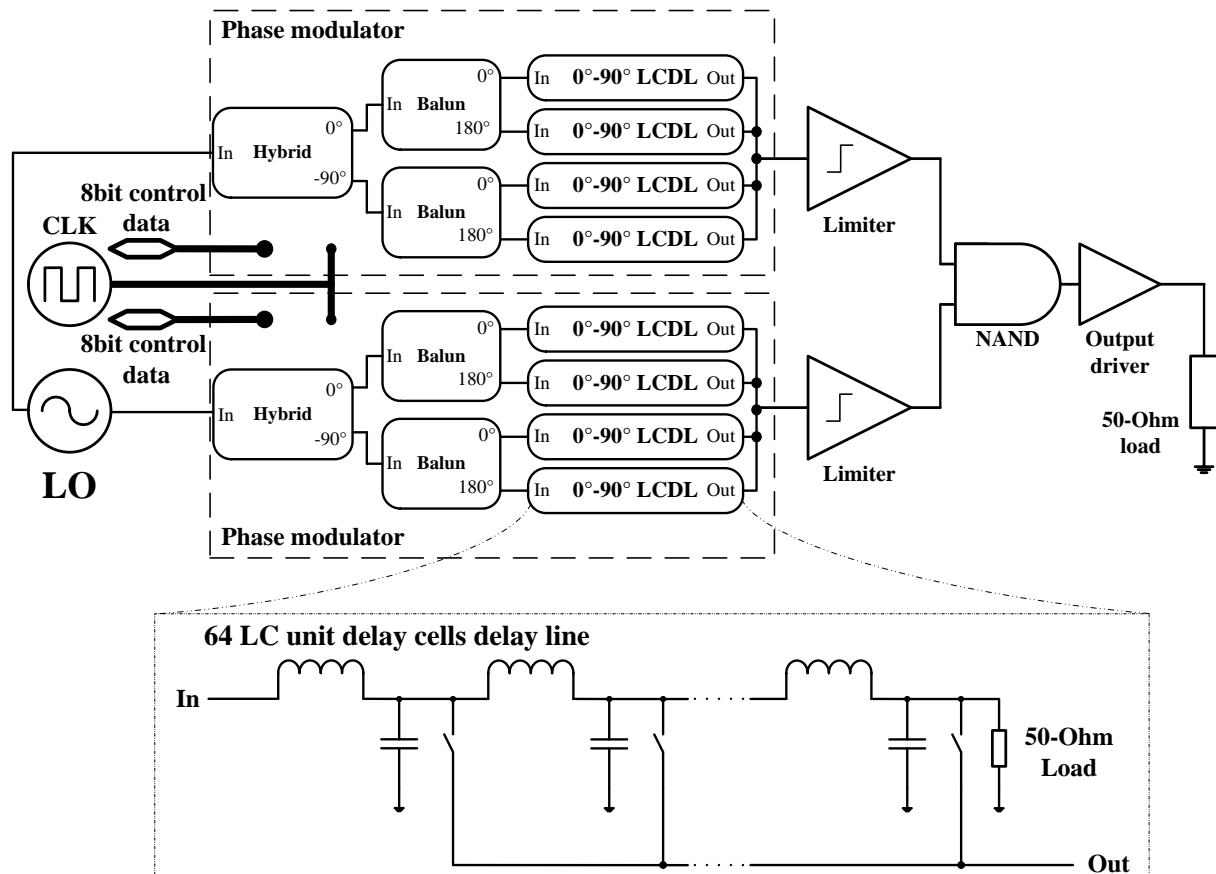 Phase modulator
In Hybrid 0° -90°
In Balun 0° 180°
In Balun 0° 180°
In 0°-90° LCDL Out
In 0°-90° LCDL Out
In 0°-90° LCDL Out
In 0°-90° LCDL Out
Limiter
8bit control
data
CLK
8bit control
data
LO
NAND
Output
driver
50-Ohm
load
In Hybrid 0° -90°
In Balun 0° 180°
In Balun 0° 180°
In 0°-90° LCDL Out
In 0°-90° LCDL Out
In 0°-90° LCDL Out
In 0°-90° LCDL Out
Limiter
Phase modulator
64 LC unit delay cells delay line
In
50-Ohm
Load
Out